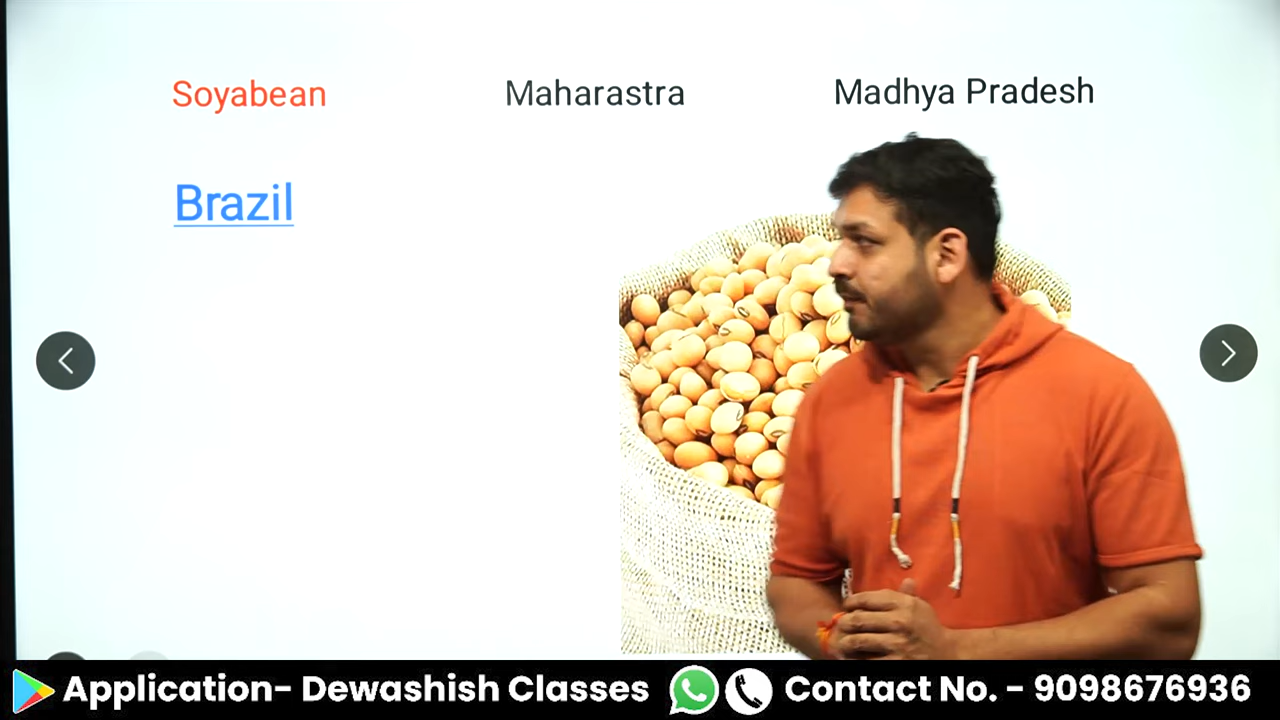 Soyabean Maharastra Madhya Pradesh
Brazil
Application- Dewashish Classes Contact No. - 9098676936